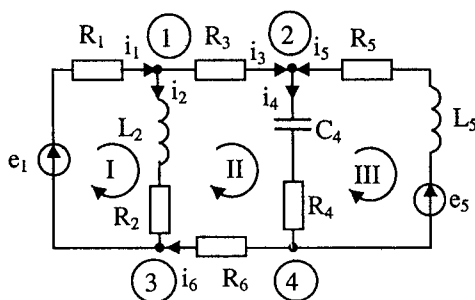 R₁ i₁ 1 R₃ i₃ 2 i₅ R₅
i₂ i₄
L₂ C₄ L₅
e₁ I II III
R₂ R₄ e₅
3 i₆ R₆ 4